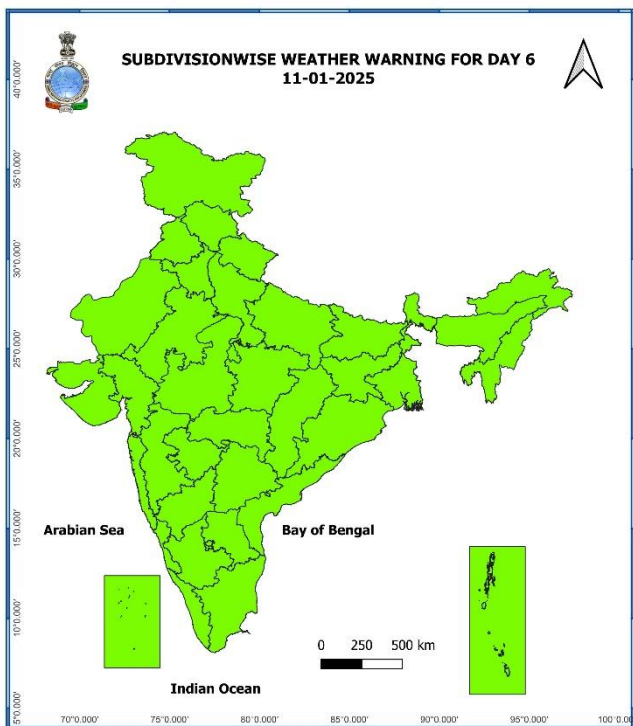 SUBDIVISIONWISE WEATHER WARNING FOR DAY 6
11-01-2025
40°0.000'
35°0.000'
30°0.000'
25°0.000'
20°0.000'
15°0.000'
10°0.000'
5°0.000'
Arabian Sea
Bay of Bengal
0 250 500 km
Indian Ocean
70°0.000' 75°0.000' 80°0.000' 85°0.000' 90°0.000' 95°0.000' 100°0.0